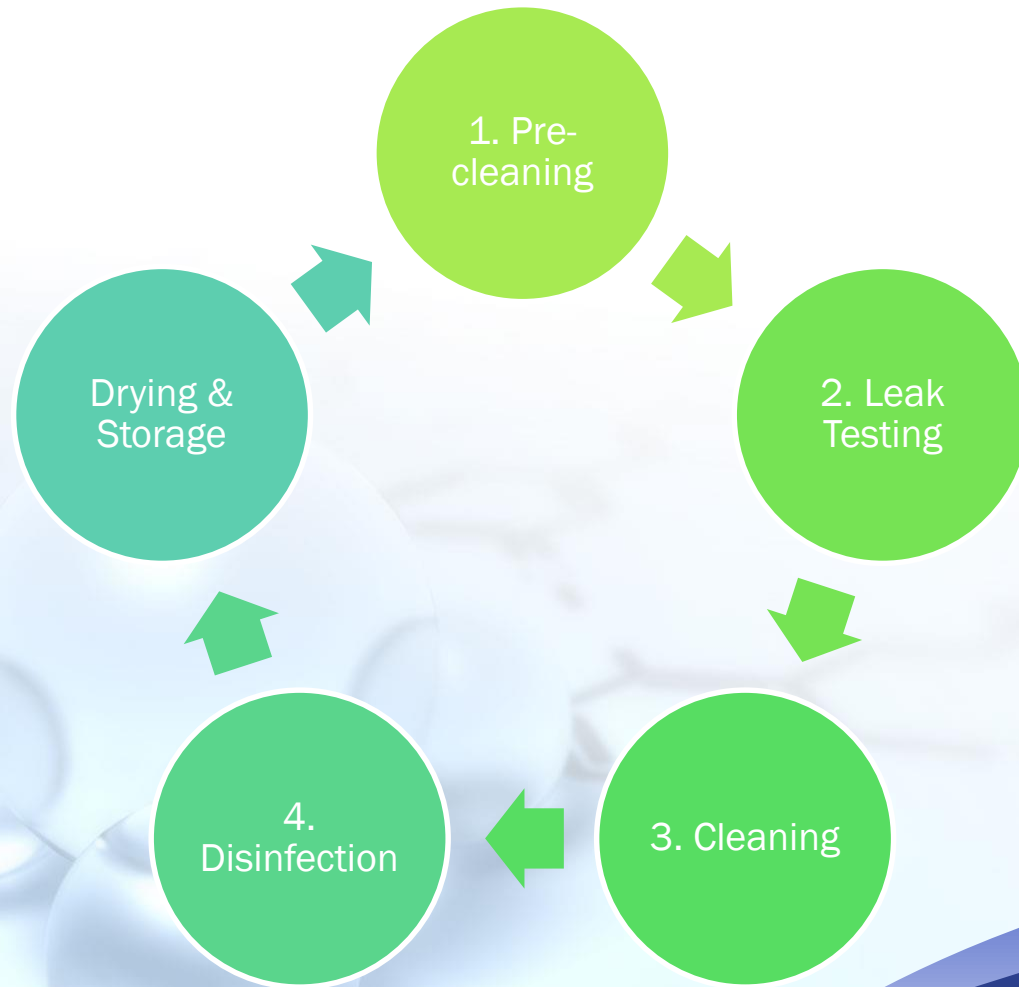 1. Pre-
cleaning
2. Leak
Testing
3. Cleaning
4.
Disinfection
Drying &
Storage